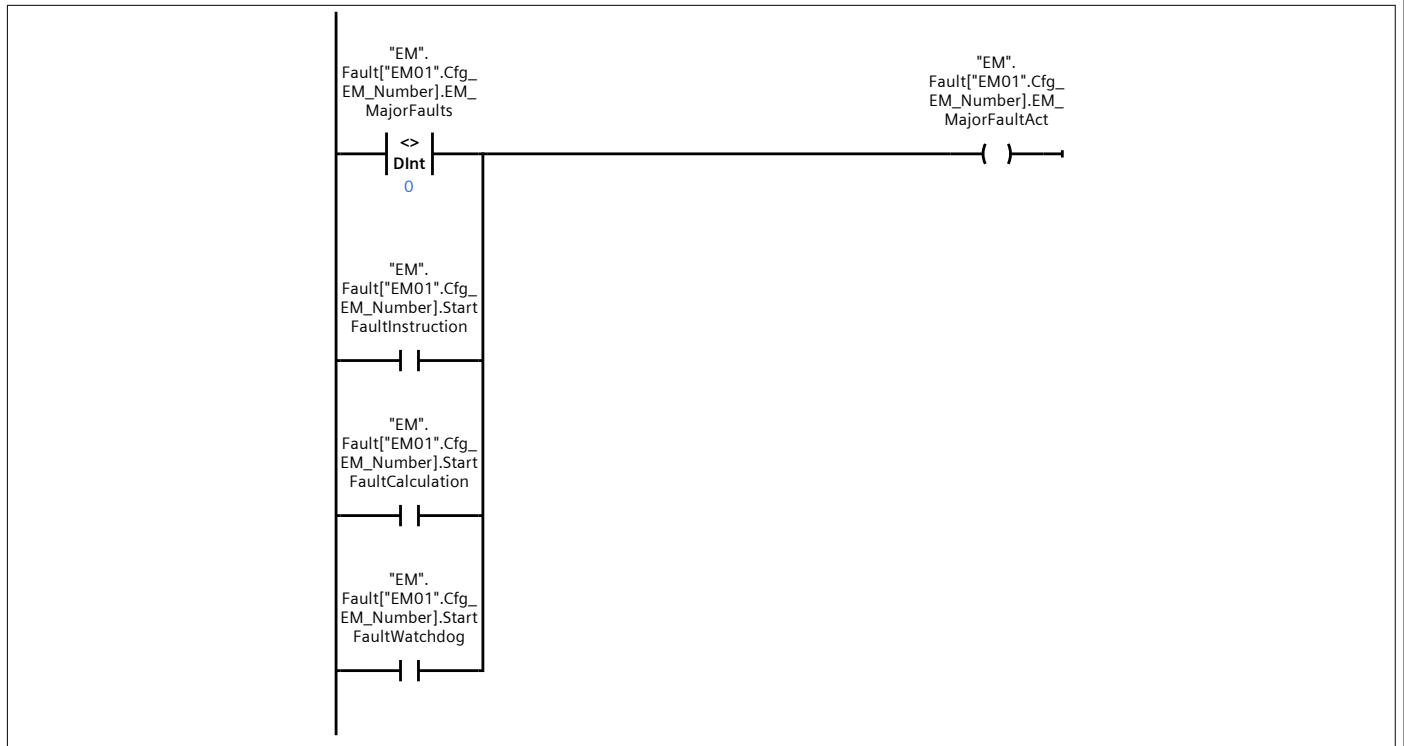 "EM".
Fault["EM01".Cfg_
EM_Number].EM_
MajorFaults
<>
DInt
0
"EM".
Fault["EM01".Cfg_
EM_Number].EM_
MajorFaultAct
"EM".
Fault["EM01".Cfg_
EM_Number].Start
FaultInstruction
"EM".
Fault["EM01".Cfg_
EM_Number].Start
FaultCalculation
"EM".
Fault["EM01".Cfg_
EM_Number].Start
FaultWatchdog